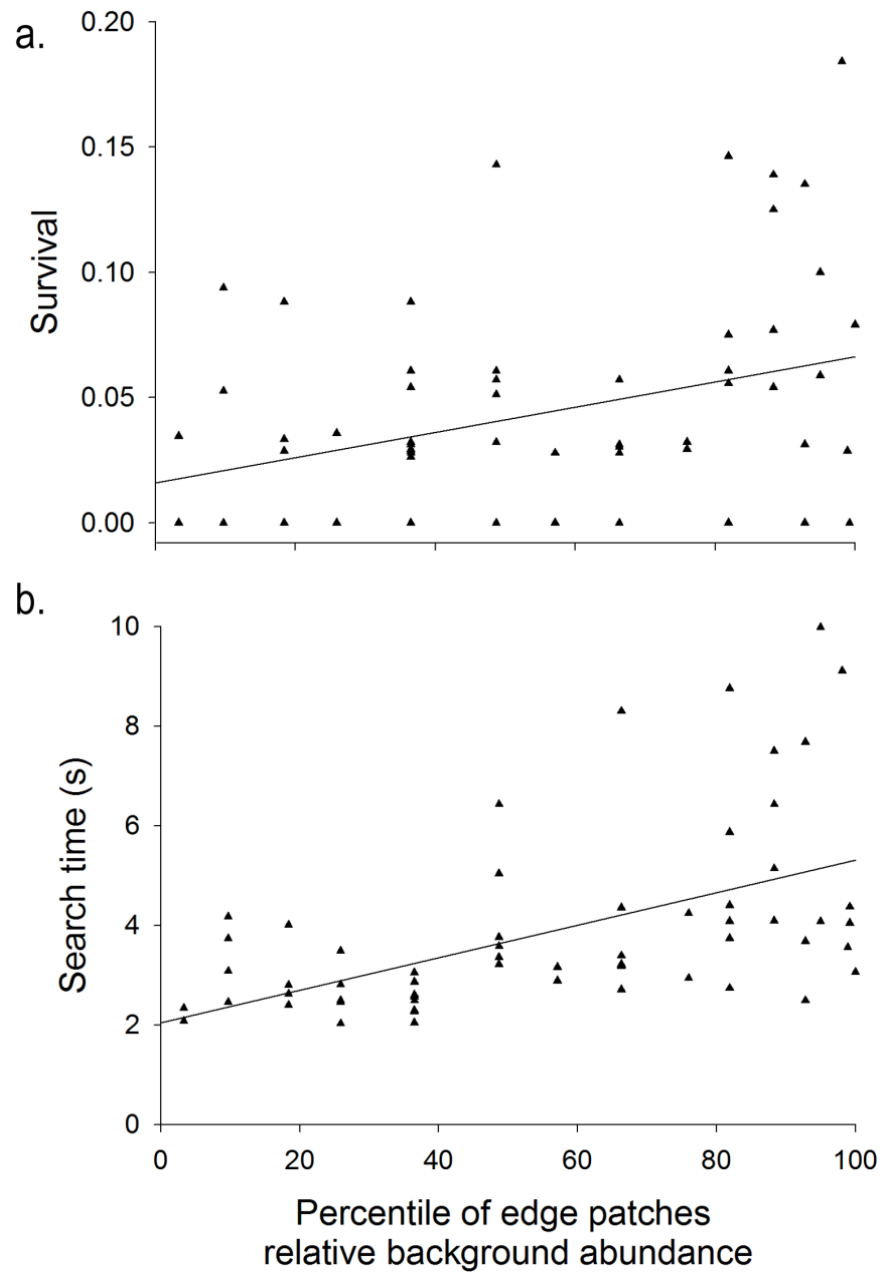 a.
0.20
0.15
0.10
0.05
0.00
Survival
b.
10
8
6
4
2
0
Search time (s)
0 20 40 60 80 100
Percentile of edge patches
relative background abundance